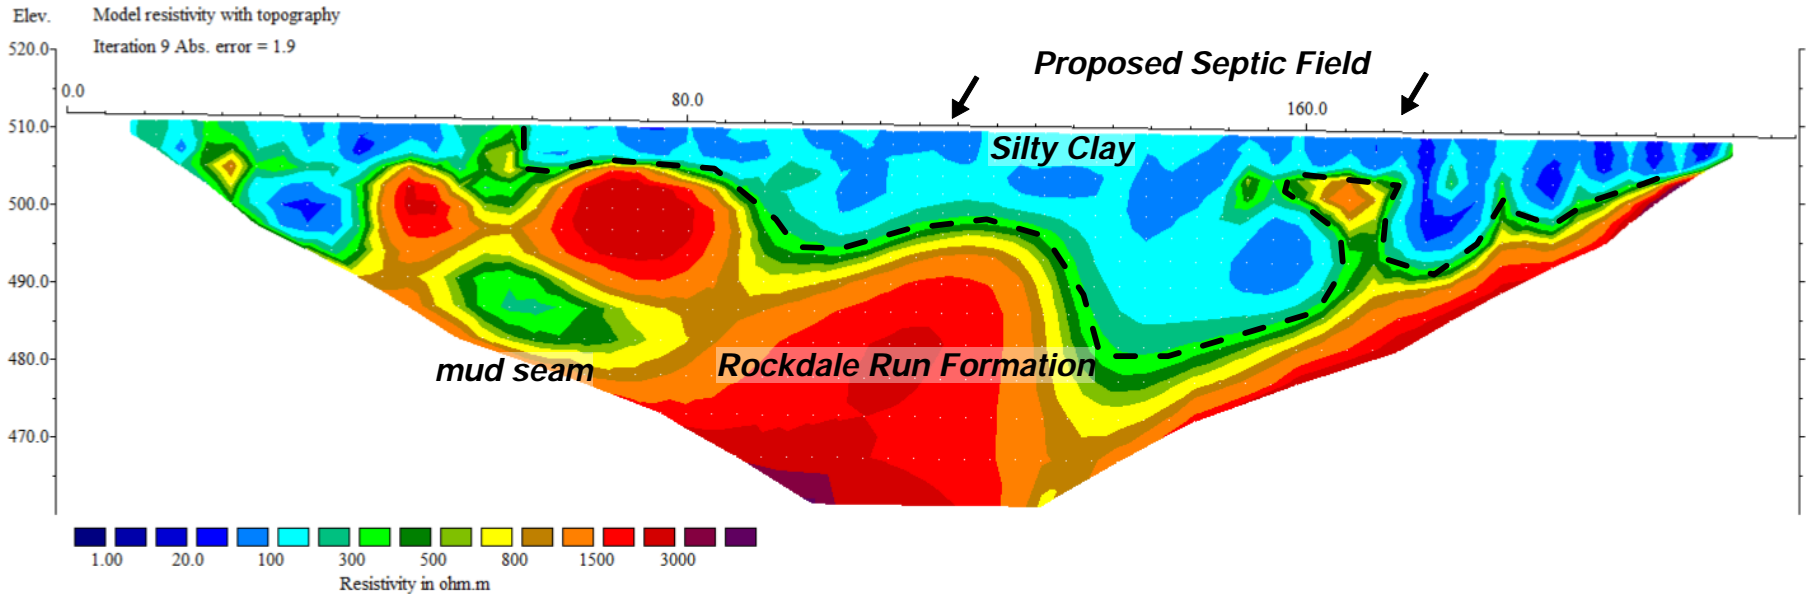 Elev.
Model resistivity with topography
Iteration 9 Abs. error = 1.9
520.0
Proposed Septic Field
0.0
80.0
160.0
510.0
Silty Clay
500.0
490.0
480.0
mud seam
Rockdale Run Formation
470.0
1.00 20.0 100 300 500 800 1500 3000
Resistivity in ohm.m